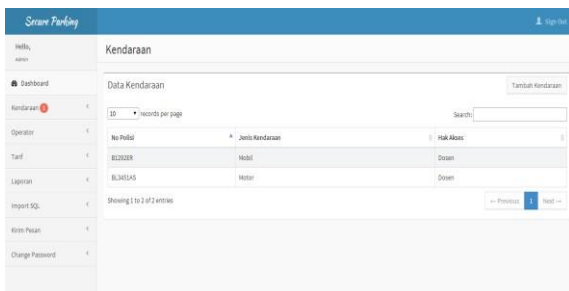 Secure Parking
Sign Out
Hello,
Admin
Kendaraan
Dashboard
Kendaraan
Operator
Tarif
Laporan
Import SQL
Kirim Pesan
Change Password
Data Kendaraan
Tambah Kendaraan
10 records per page
Search:
No Polisi Jenis Kendaraan Hak Akses
Mobil Dosen
BL3451AS Motor Dosen
Showing 1 to 2 of 2 entries
← Previous 1 Next →